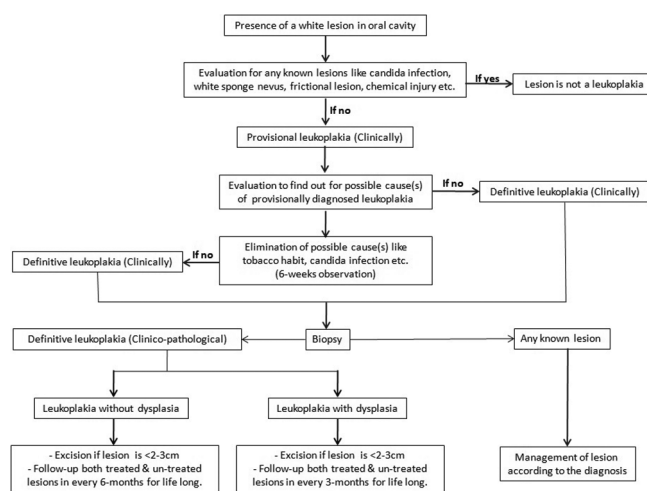 Presence of a white lesion in oral cavity
Evaluation for any known lesions like candida infection,
white sponge nevus, frictional lesion, chemical injury etc.
If yes
Lesion is not a leukoplakia
If no
Provisional leukoplakia (Clinically)
Evaluation to find out for possible cause(s)
of provisionally diagnosed leukoplakia
If no
Definitive leukoplakia (Clinically)
Elimination of possible cause(s) like
tobacco habit, candida infection etc.
(6-weeks observation)
If no
Definitive leukoplakia (Clinically)
Definitive leukoplakia (Clinico-pathological)
Biopsy
Any known lesion
Leukoplakia without dysplasia
Leukoplakia with dysplasia
- Excision if lesion is <2-3cm
- Follow-up both treated & un-treated
lesions in every 6-months for life long.
- Excision if lesion is <2-3cm
- Follow-up both treated & un-treated
lesions in every 3-months for life long.
Management of lesion
according to the diagnosis